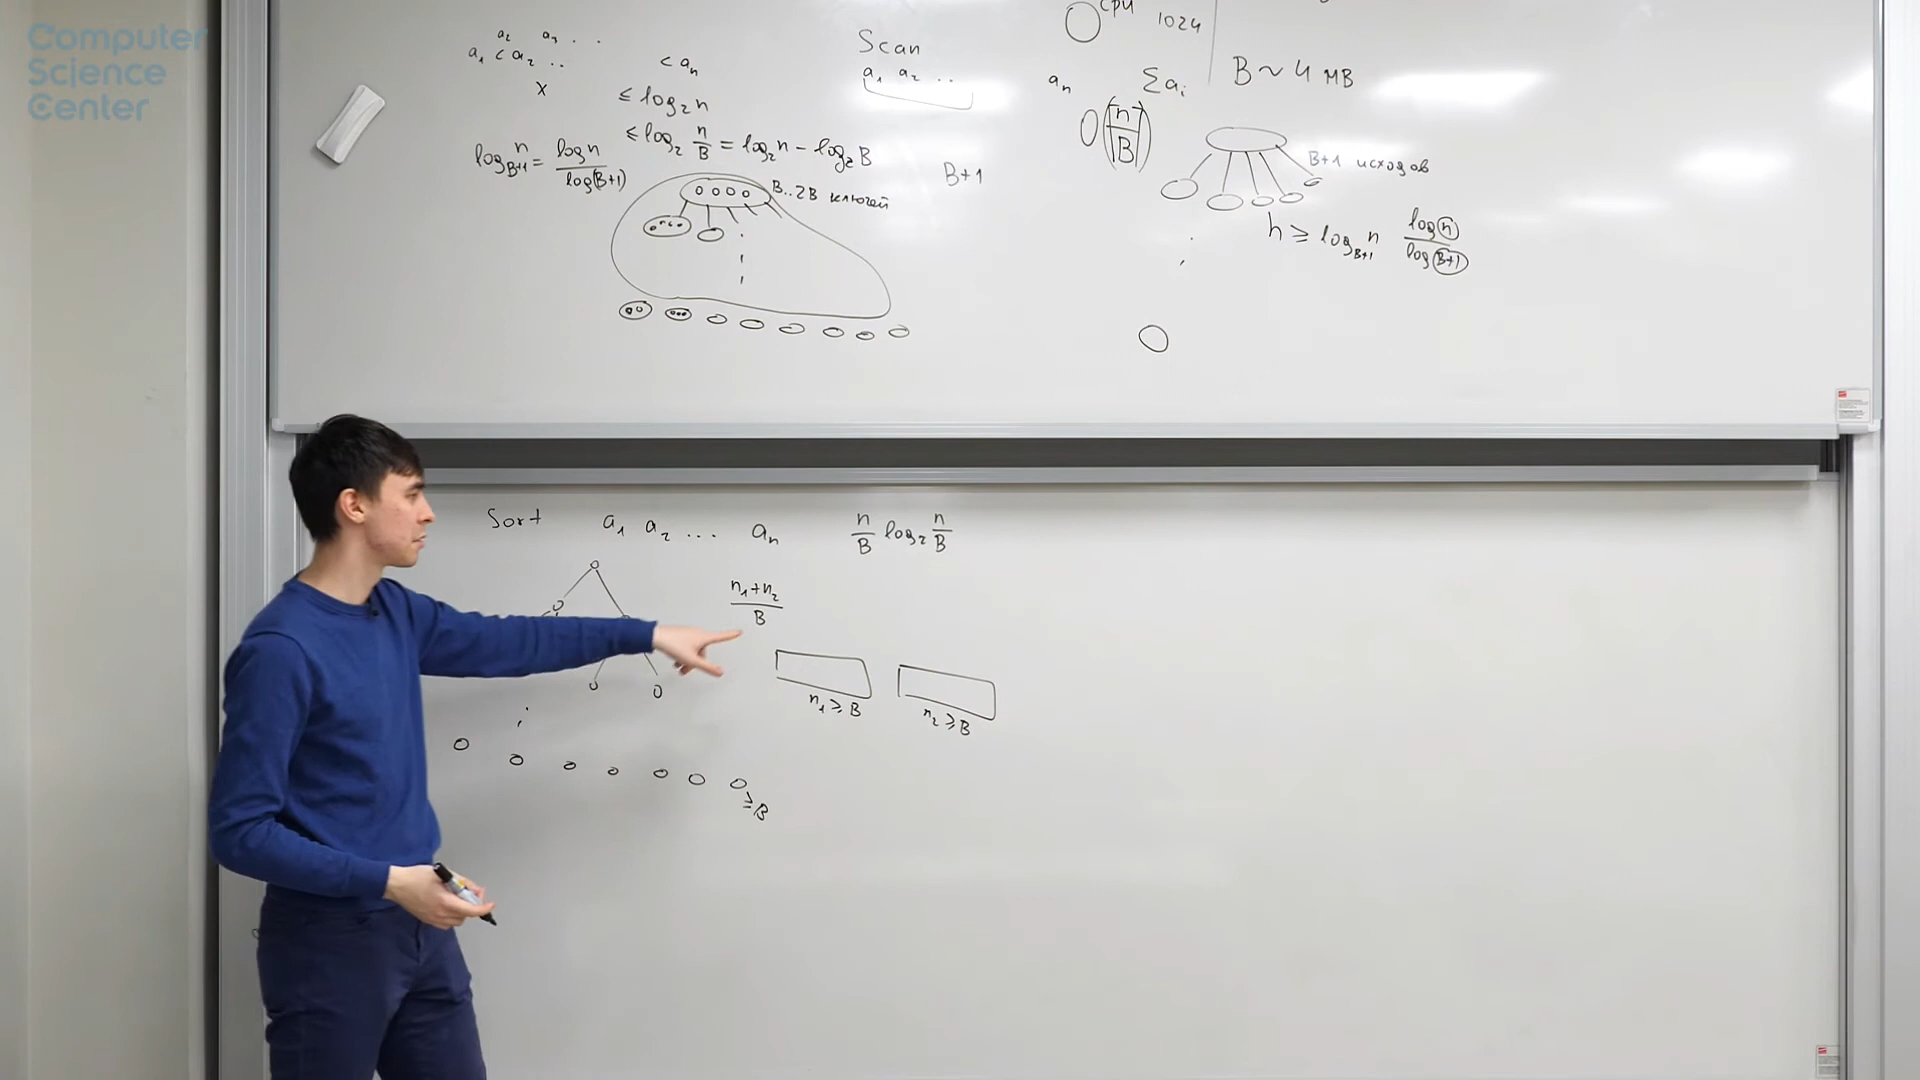 Computer
Science
Center
a₂ a₃ . . .
a₁ < a₂ .. < aₙ
x
≤ log₂ n
≤ log₂ n/B = log₂ n - log₂ B
log_{B+1} n = log n / log(B+1)
B+1
B..2B ключей
Scan
a₁ a₂ .. aₙ
Σaᵢ
O(⌈n/B⌉)
CPU 1024
B ~ 4 MB
B+1 исходов
h ≥ log_{B+1} n log n / log(B+1)
Sort a₁ a₂ ... aₙ n/B log₂ n/B
n₁+n₂ / B
n₁ ≥ B n₂ ≥ B
≥ B